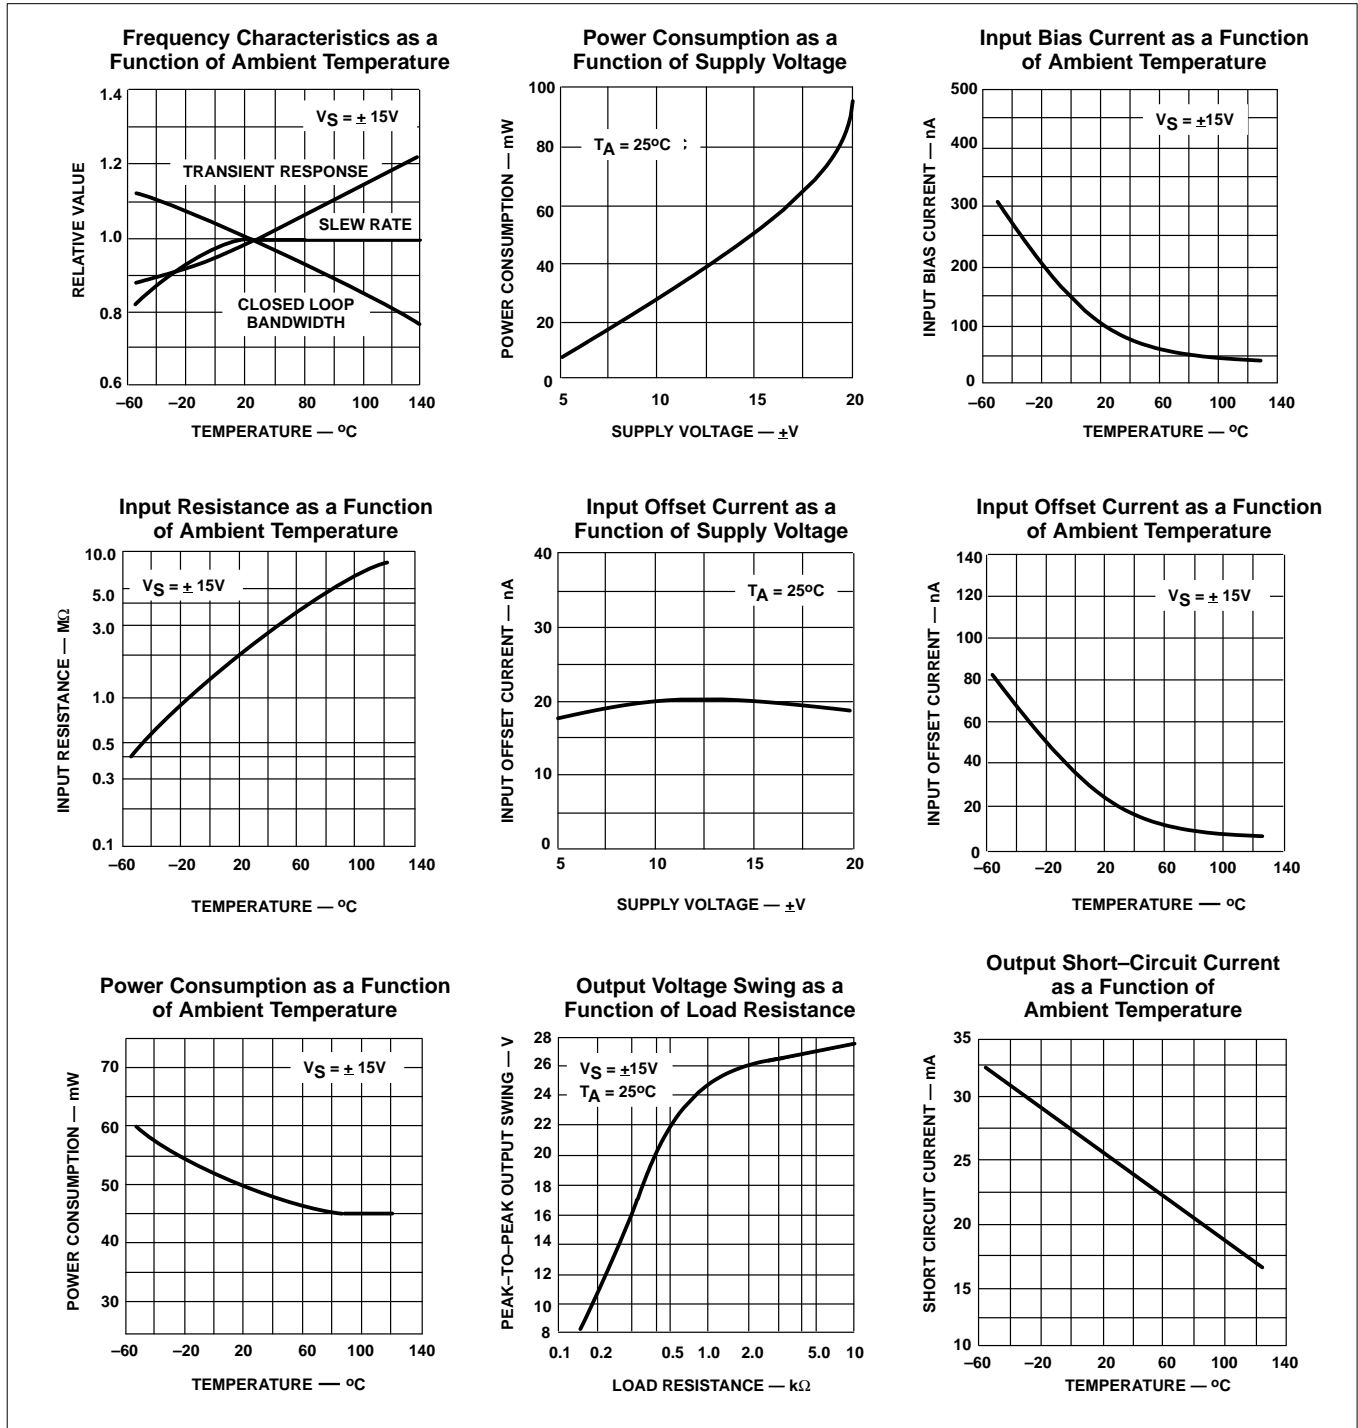 Frequency Characteristics as a
Function of Ambient Temperature
1.4
1.2
1.0
0.8
0.6
RELATIVE VALUE
VS = ± 15V
TRANSIENT RESPONSE
SLEW RATE
CLOSED LOOP
BANDWIDTH
–60 –20 20 60 100 140
TEMPERATURE — ºC
Power Consumption as a
Function of Supply Voltage
100
80
60
40
20
0
POWER CONSUMPTION — mW
TA = 25ºC :
5 10 15 20
SUPPLY VOLTAGE — ±V
Input Bias Current as a Function
of Ambient Temperature
500
400
300
200
100
0
INPUT BIAS CURRENT — nA
VS = ±15V
–60 –20 20 60 100 140
TEMPERATURE — ºC
Input Resistance as a Function
of Ambient Temperature
10.0
5.0
3.0
1.0
0.5
0.3
0.1
INPUT RESISTANCE — MΩ
VS = ± 15V
–60 –20 20 60 100 140
TEMPERATURE — ºC
Input Offset Current as a
Function of Supply Voltage
40
30
20
10
0
INPUT OFFSET CURRENT — nA
TA = 25ºC
5 10 15 20
SUPPLY VOLTAGE — ±V
Input Offset Current as a Function
of Ambient Temperature
140
120
100
80
60
40
20
0
INPUT OFFSET CURRENT — nA
VS = ± 15V
–60 –20 20 60 100 140
TEMPERATURE — ºC
Power Consumption as a Function
of Ambient Temperature
70
60
50
40
30
POWER CONSUMPTION — mW
VS = ± 15V
–60 –20 20 60 100 140
TEMPERATURE — ºC
Output Voltage Swing as a
Function of Load Resistance
28
26
24
22
20
18
16
14
12
10
8
PEAK–TO–PEAK OUTPUT SWING — V
VS = ±15V
TA = 25ºC
0.1 0.2 0.5 1.0 2.0 5.0 10
LOAD RESISTANCE — kΩ
Output Short–Circuit Current
as a Function of
Ambient Temperature
35
30
25
20
15
10
SHORT CIRCUIT CURRENT — mA
–60 –20 20 60 100 140
TEMPERATURE — ºC